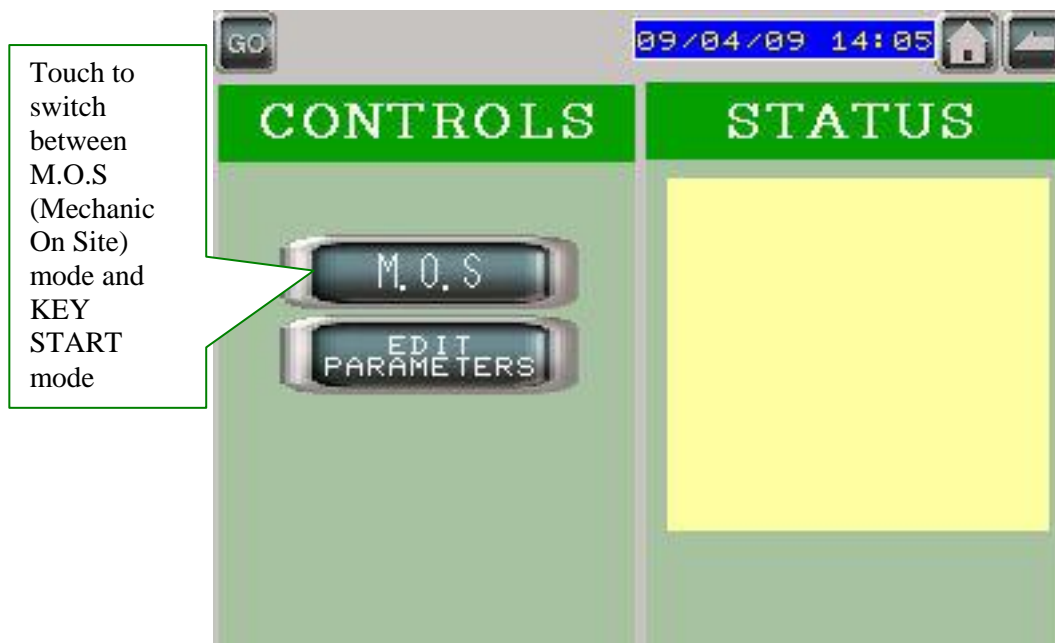 GO
09/04/09 14:05
Touch to
switch
between
M.O.S
(Mechanic
On Site)
mode and
KEY
START
mode
CONTROLS
STATUS
M.O.S
EDIT
PARAMETERS